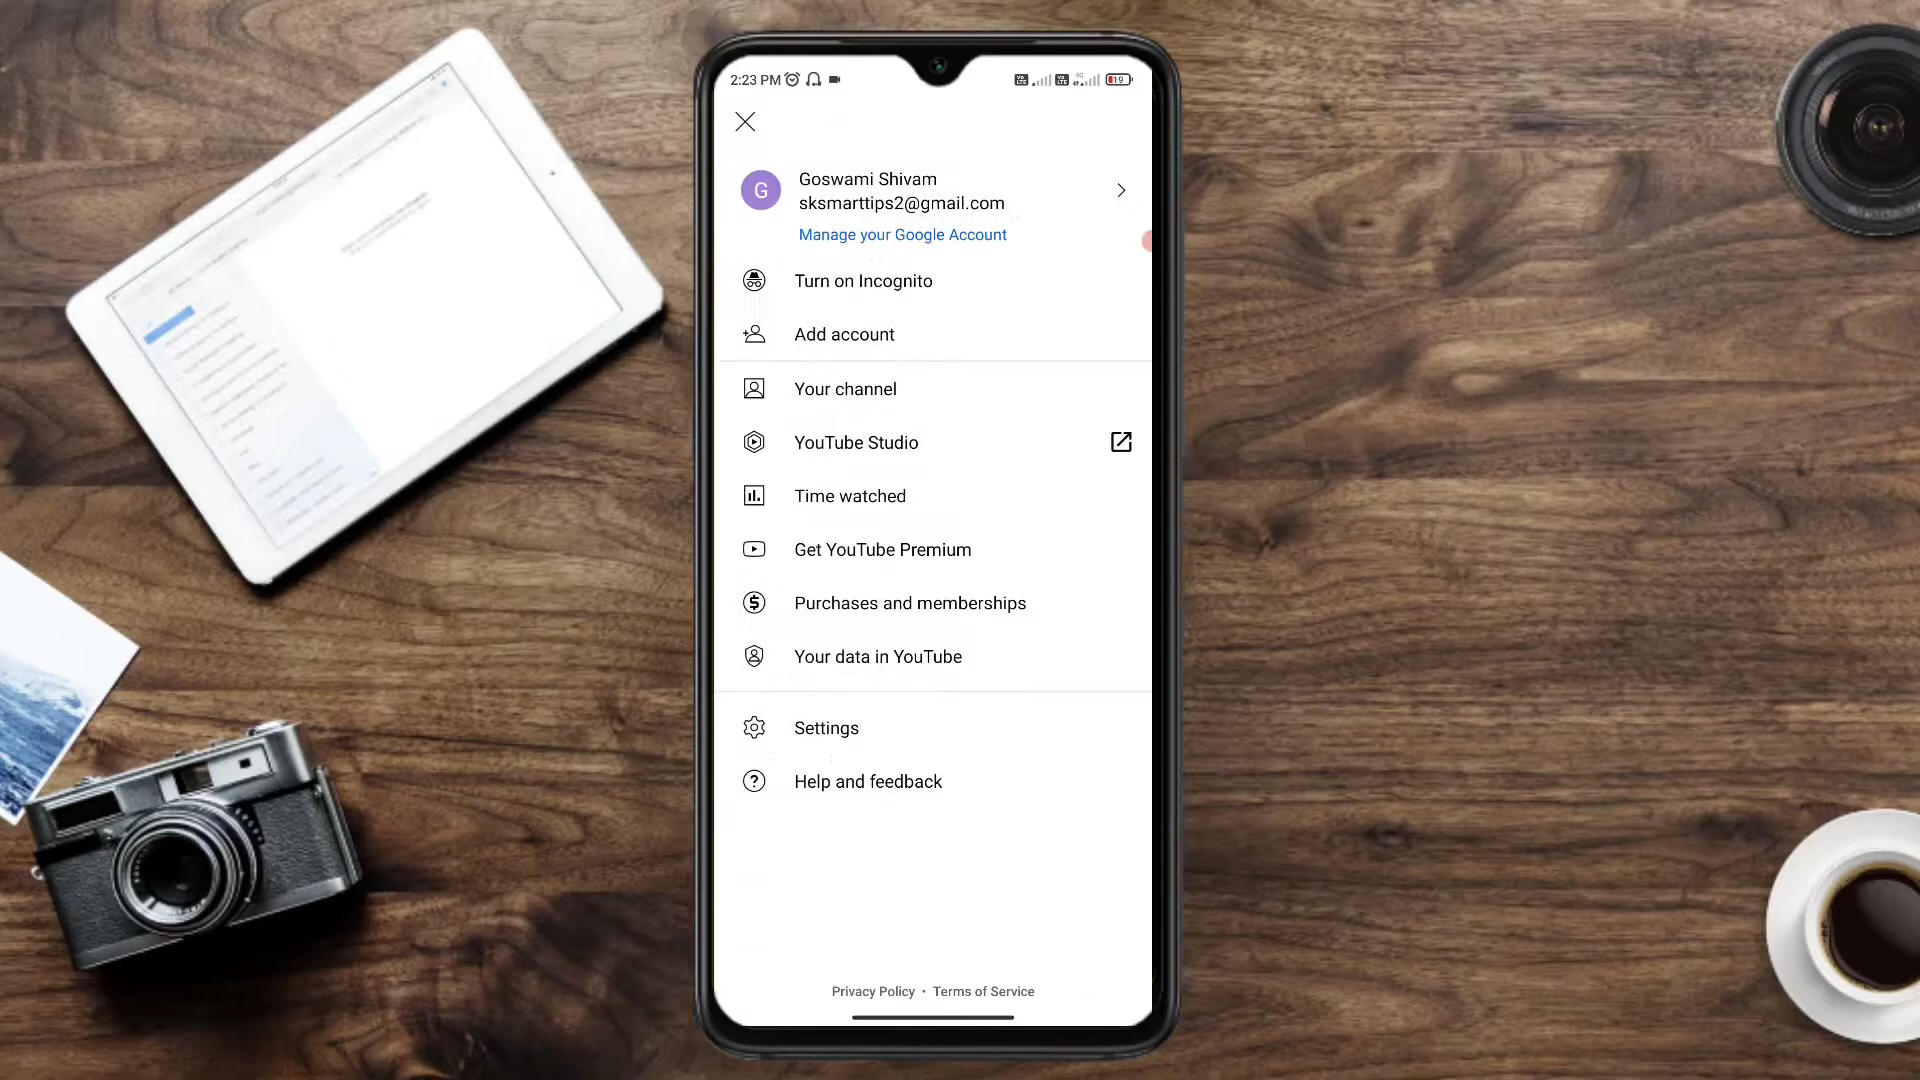 2:23 PM
19
G
Goswami Shivam
sksmarttips2@gmail.com
Manage your Google Account
Turn on Incognito
Add account
Your channel
YouTube Studio
Time watched
Get YouTube Premium
Purchases and memberships
Your data in YouTube
Settings
Help and feedback
Privacy Policy • Terms of Service